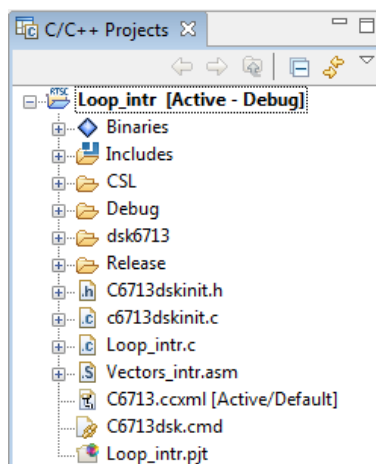 C/C++ Projects
RTSC
Loop_intr [Active - Debug]
Binaries
Includes
CSL
Debug
dsk6713
Release
.h C6713dskinit.h
.c c6713dskinit.c
.c Loop_intr.c
.S Vectors_intr.asm
C6713.ccxml [Active/Default]
C6713dsk.cmd
Loop_intr.pjt